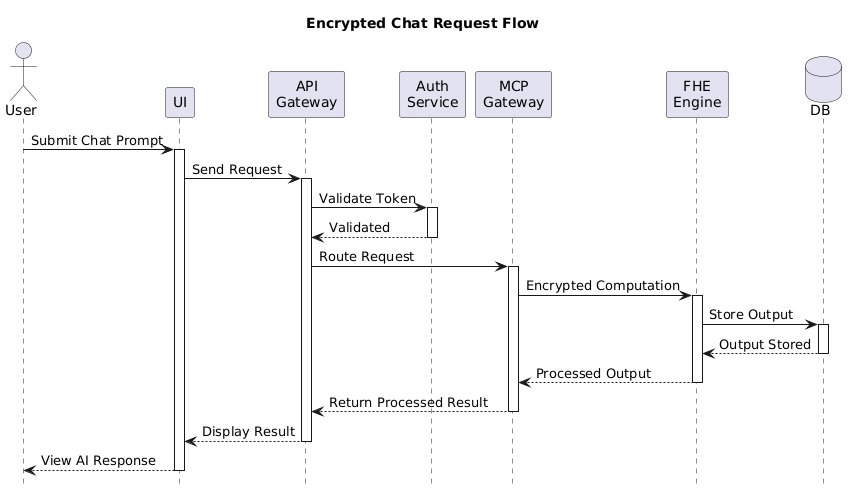 Encrypted Chat Request Flow
User
UI
API
Gateway
Auth
Service
MCP
Gateway
FHE
Engine
DB
Submit Chat Prompt
Send Request
Validate Token
Validated
Route Request
Encrypted Computation
Store Output
Output Stored
Processed Output
Return Processed Result
Display Result
View AI Response